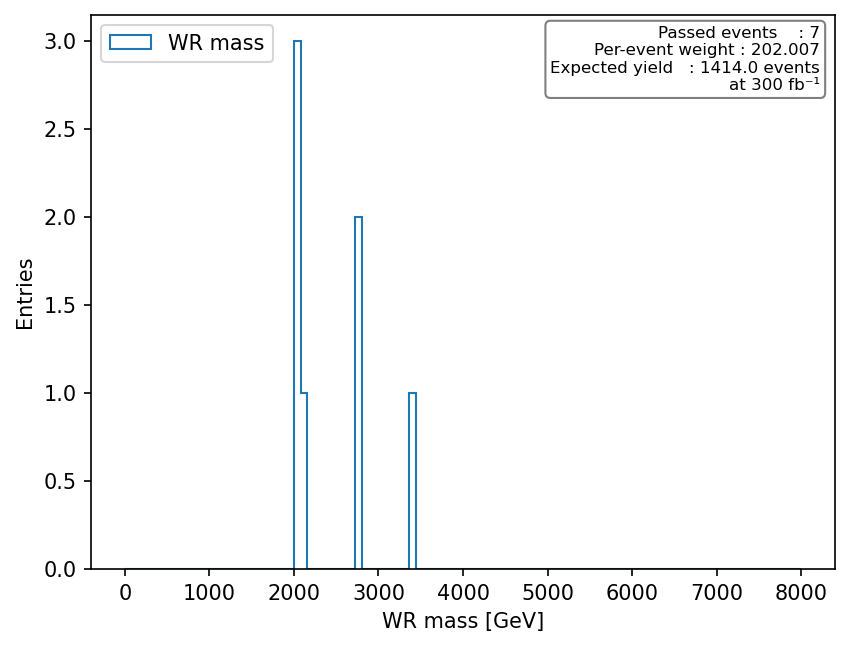 WR mass
Passed events    : 7
Per-event weight : 202.007
Expected yield   : 1414.0 events
at 300 fb⁻¹
3.0
2.5
2.0
1.5
1.0
0.5
0.0
Entries
0 1000 2000 3000 4000 5000 6000 7000 8000
WR mass [GeV]